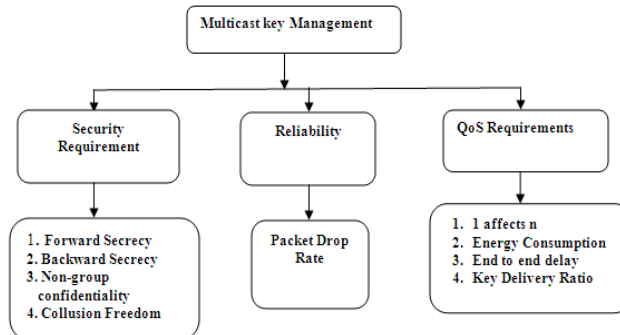 Multicast key Management
Security
Requirement
Reliability
QoS Requirements
1. Forward Secrecy
2. Backward Secrecy
3. Non-group
confidentiality
4. Collusion Freedom
Packet Drop
Rate
1. 1 affects n
2. Energy Consumption
3. End to end delay
4. Key Delivery Ratio